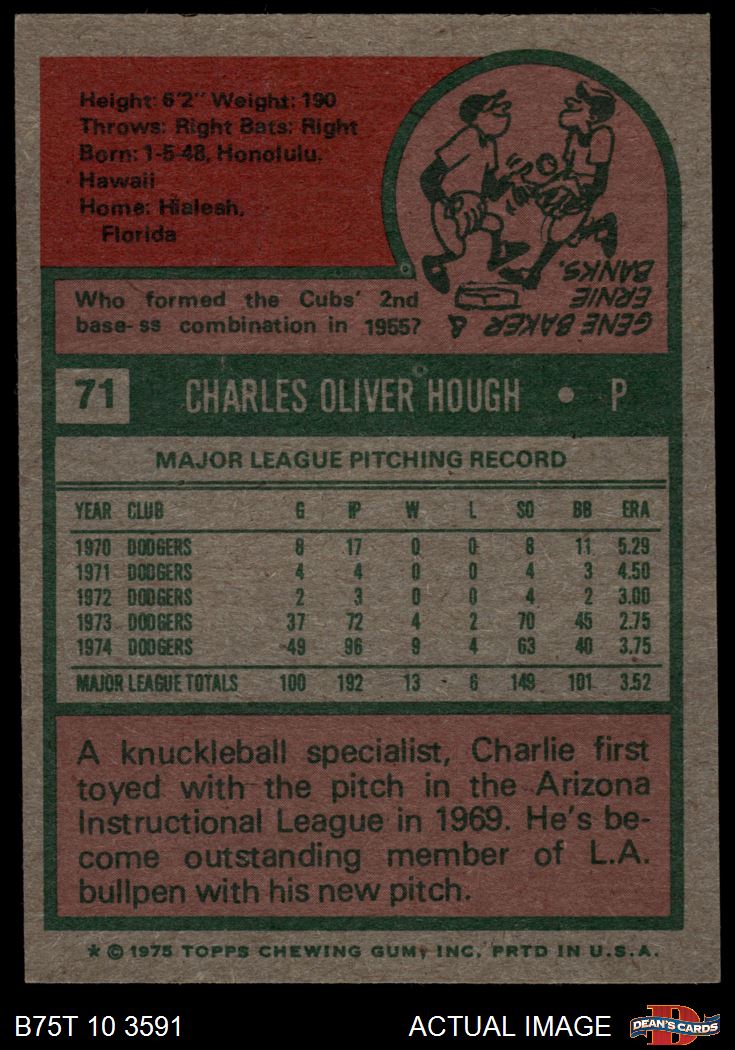 Height: 6'2" Weight: 190
Throws: Right Bats: Right
Born: 1-5-48, Honolulu.
Hawaii
Home: Hialeah,
Florida
Who formed the Cubs' 2nd
base-ss combination in 1955?
GENE BAKER &
ERNIE
BANKS.
71 CHARLES OLIVER HOUGH • P
MAJOR LEAGUE PITCHING RECORD
YEAR CLUB G IP W L SO BB ERA
1970 DODGERS 8 17 0 0 8 11 5.29
1971 DODGERS 4 4 0 0 4 3 4.50
1972 DODGERS 2 3 0 0 4 2 3.00
1973 DODGERS 37 72 4 2 70 45 2.75
1974 DODGERS 49 96 9 4 63 40 3.75
MAJOR LEAGUE TOTALS 100 192 13 6 149 101 3.52
A knuckleball specialist, Charlie first
toyed with the pitch in the Arizona
Instructional League in 1969. He's be-
come outstanding member of L.A.
bullpen with his new pitch.
* © 1975 TOPPS CHEWING GUM, INC. PRTD IN U.S.A.
B75T 10 3591 ACTUAL IMAGE
D
DEAN'S CARDS